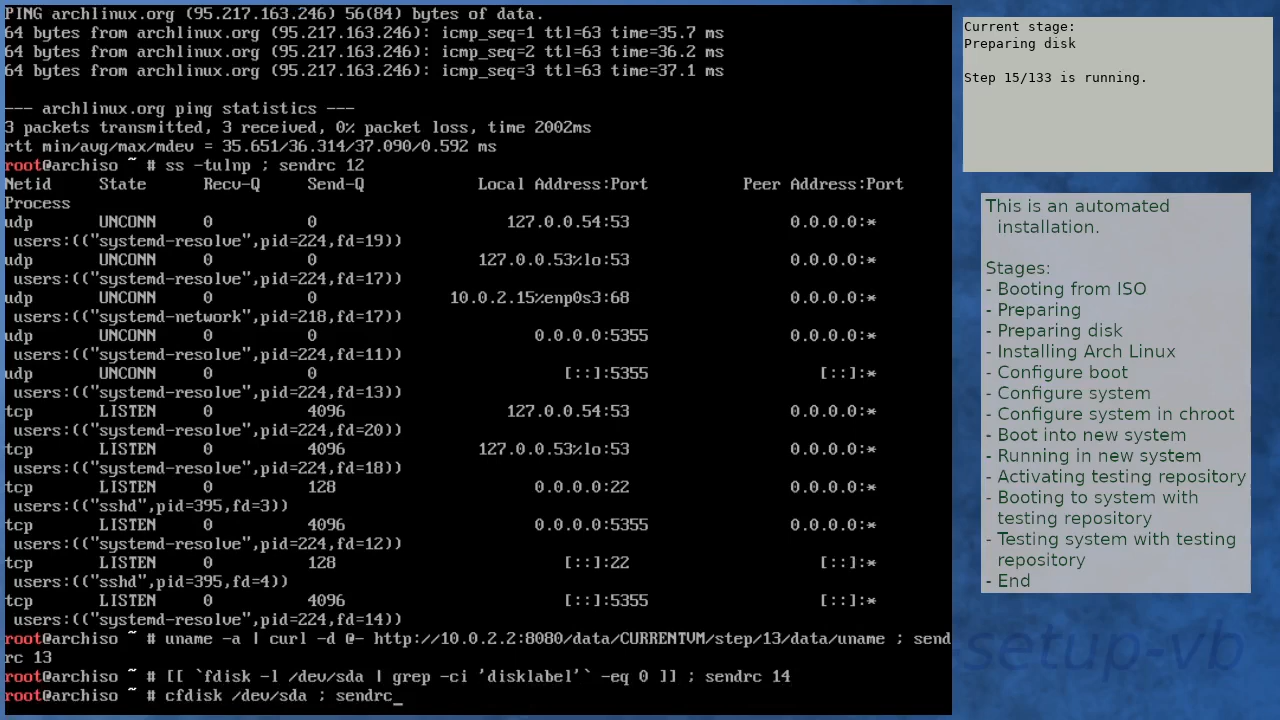 PING archlinux.org (95.217.163.246) 56(84) bytes of data.
64 bytes from archlinux.org (95.217.163.246): icmp_seq=1 ttl=63 time=35.7 ms
64 bytes from archlinux.org (95.217.163.246): icmp_seq=2 ttl=63 time=36.2 ms
64 bytes from archlinux.org (95.217.163.246): icmp_seq=3 ttl=63 time=37.1 ms
--- archlinux.org ping statistics ---
3 packets transmitted, 3 received, 0% packet loss, time 2002ms
rtt min/avg/max/mdev = 35.651/36.314/37.090/0.592 ms
root@archiso ~ # ss -tulnp ; sendrc 12
Netid State Recv-Q Send-Q Local Address:Port Peer Address:Port
Process
udp UNCONN 0 0 127.0.0.54:53 0.0.0.0:*
users:(("systemd-resolve",pid=224,fd=19))
udp UNCONN 0 0 127.0.0.53%lo:53 0.0.0.0:*
users:(("systemd-resolve",pid=224,fd=17))
udp UNCONN 0 0 10.0.2.15%enp0s3:68 0.0.0.0:*
users:(("systemd-network",pid=218,fd=17))
udp UNCONN 0 0 0.0.0.0:5355 0.0.0.0:*
users:(("systemd-resolve",pid=224,fd=11))
udp UNCONN 0 0 [::]:5355 [::]:*
users:(("systemd-resolve",pid=224,fd=13))
tcp LISTEN 0 4096 127.0.0.54:53 0.0.0.0:*
users:(("systemd-resolve",pid=224,fd=20))
tcp LISTEN 0 4096 127.0.0.53%lo:53 0.0.0.0:*
users:(("systemd-resolve",pid=224,fd=18))
tcp LISTEN 0 128 0.0.0.0:22 0.0.0.0:*
users:(("sshd",pid=395,fd=3))
tcp LISTEN 0 4096 0.0.0.0:5355 0.0.0.0:*
users:(("systemd-resolve",pid=224,fd=12))
tcp LISTEN 0 128 [::]:22 [::]:*
users:(("sshd",pid=395,fd=4))
tcp LISTEN 0 4096 [::]:5355 [::]:*
users:(("systemd-resolve",pid=224,fd=14))
root@archiso ~ # uname -a | curl -d @- http://10.0.2.2:8080/data/CURRENTVM/step/13/data/uname ; send
rc 13
root@archiso ~ # [[ `fdisk -l /dev/sda | grep -ci 'disklabel'` -eq 0 ]] ; sendrc 14
root@archiso ~ # cfdisk /dev/sda ; sendrc_
Current stage:
Preparing disk
Step 15/133 is running.
This is an automated
installation.
Stages:
- Booting from ISO
- Preparing
- Preparing disk
- Installing Arch Linux
- Configure boot
- Configure system
- Configure system in chroot
- Boot into new system
- Running in new system
- Activating testing repository
- Booting to system with
testing repository
- Testing system with testing
repository
- End
setup-vb